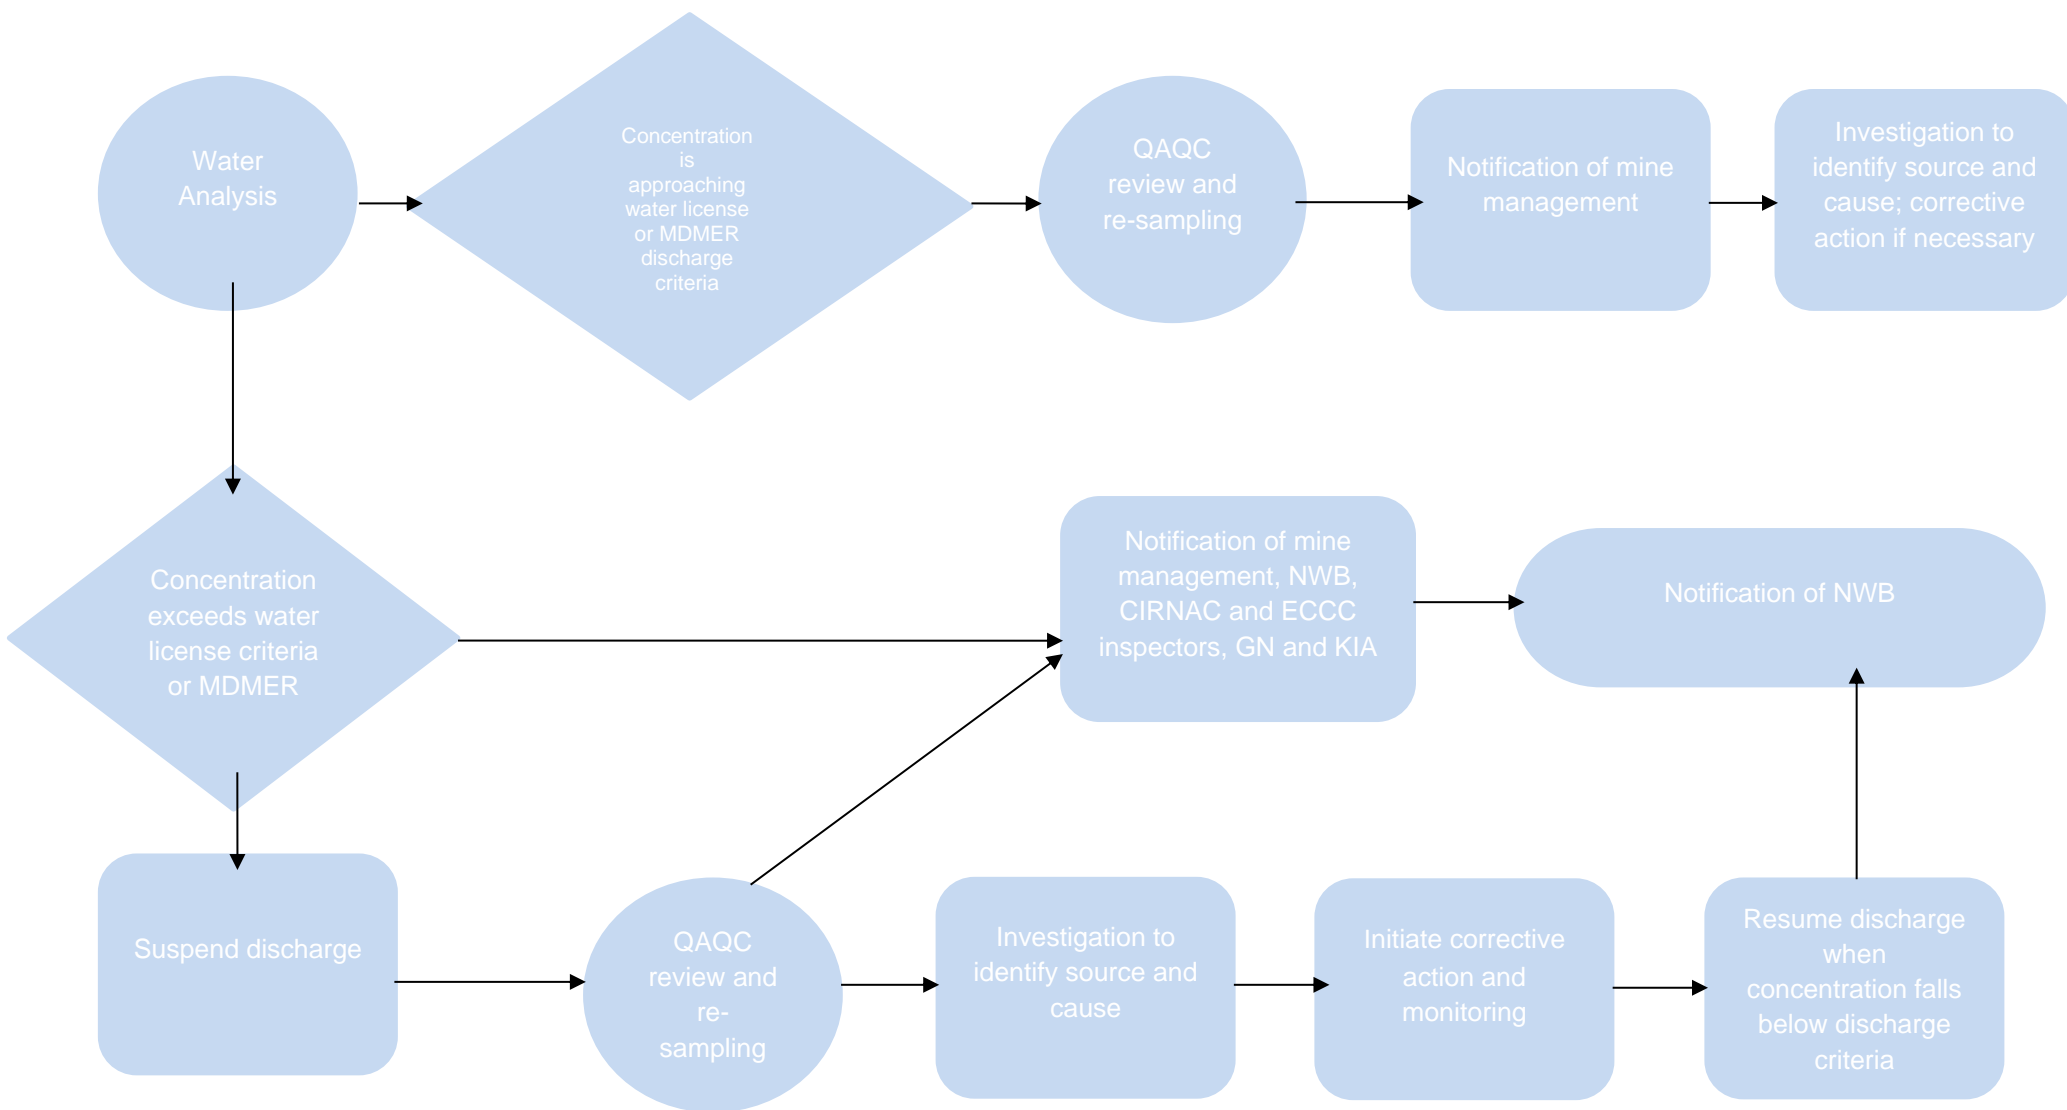 Water
Analysis
Concentration
is
approaching
water license
or MDMER
discharge
criteria
QAQC
review and
re-sampling
Notification of mine
management
Investigation to
identify source and
cause; corrective
action if necessary
Concentration
exceeds water
license criteria
or MDMER
Notification of mine
management, NWB,
CIRNAC and ECCC
inspectors, GN and KIA
Notification of NWB
Suspend discharge
QAQC
review and
re-
sampling
Investigation to
identify source and
cause
Initiate corrective
action and
monitoring
Resume discharge
when
concentration falls
below discharge
criteria